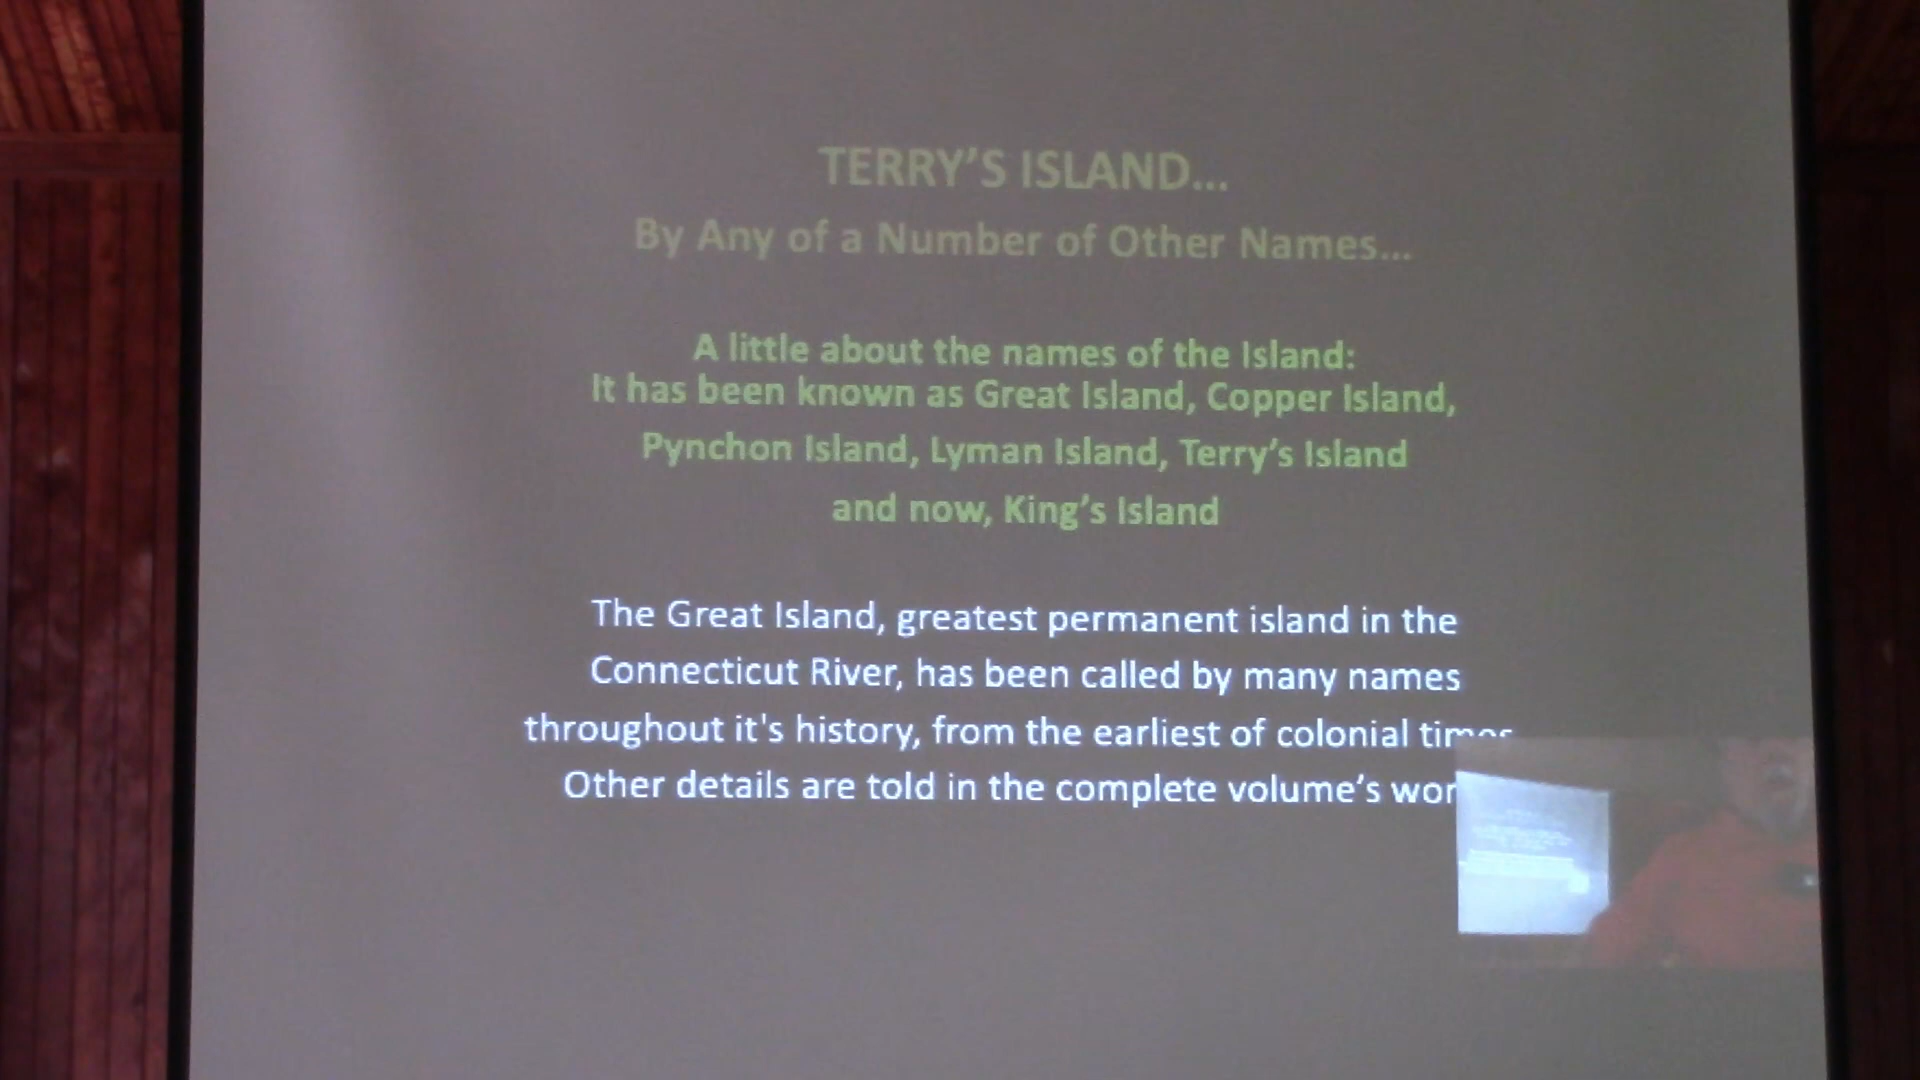 TERRY'S ISLAND...
By Any of a Number of Other Names...
A little about the names of the Island:
It has been known as Great Island, Copper Island,
Pynchon Island, Lyman Island, Terry's Island
and now, King's Island
The Great Island, greatest permanent island in the
Connecticut River, has been called by many names
throughout it's history, from the earliest of colonial times
Other details are told in the complete volume's